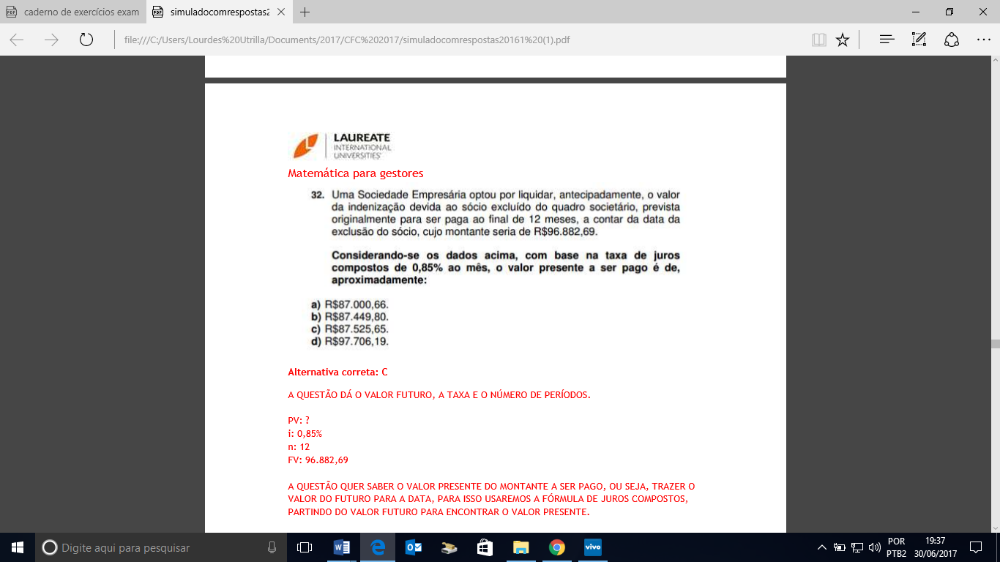 caderno de exercícios exam
simuladocomrespostas2
file:///C:/Users/Lourdes%20Utrilla/Documents/2017/CFC%202017/simuladocomrespostas20161%20(1).pdf
LAUREATE
INTERNATIONAL
UNIVERSITIES
Matemática para gestores
32. Uma Sociedade Empresária optou por liquidar, antecipadamente, o valor
da indenização devida ao sócio excluído do quadro societário, prevista
originalmente para ser paga ao final de 12 meses, a contar da data da
exclusão do sócio, cujo montante seria de R$96.882,69.
Considerando-se os dados acima, com base na taxa de juros
compostos de 0,85% ao mês, o valor presente a ser pago é de,
aproximadamente:
a) R$87.000,66.
b) R$87.449,80.
c) R$87.525,65.
d) R$97.706,19.
Alternativa correta: C
A QUESTÃO DÁ O VALOR FUTURO, A TAXA E O NÚMERO DE PERÍODOS.
PV: ?
i: 0,85%
n: 12
FV: 96.882,69
A QUESTÃO QUER SABER O VALOR PRESENTE DO MONTANTE A SER PAGO, OU SEJA, TRAZER O
VALOR DO FUTURO PARA A DATA, PARA ISSO USAREMOS A FÓRMULA DE JUROS COMPOSTOS,
PARTINDO DO VALOR FUTURO PARA ENCONTRAR O VALOR PRESENTE.
Digite aqui para pesquisar
vivo
POR
PTB2
19:37
30/06/2017